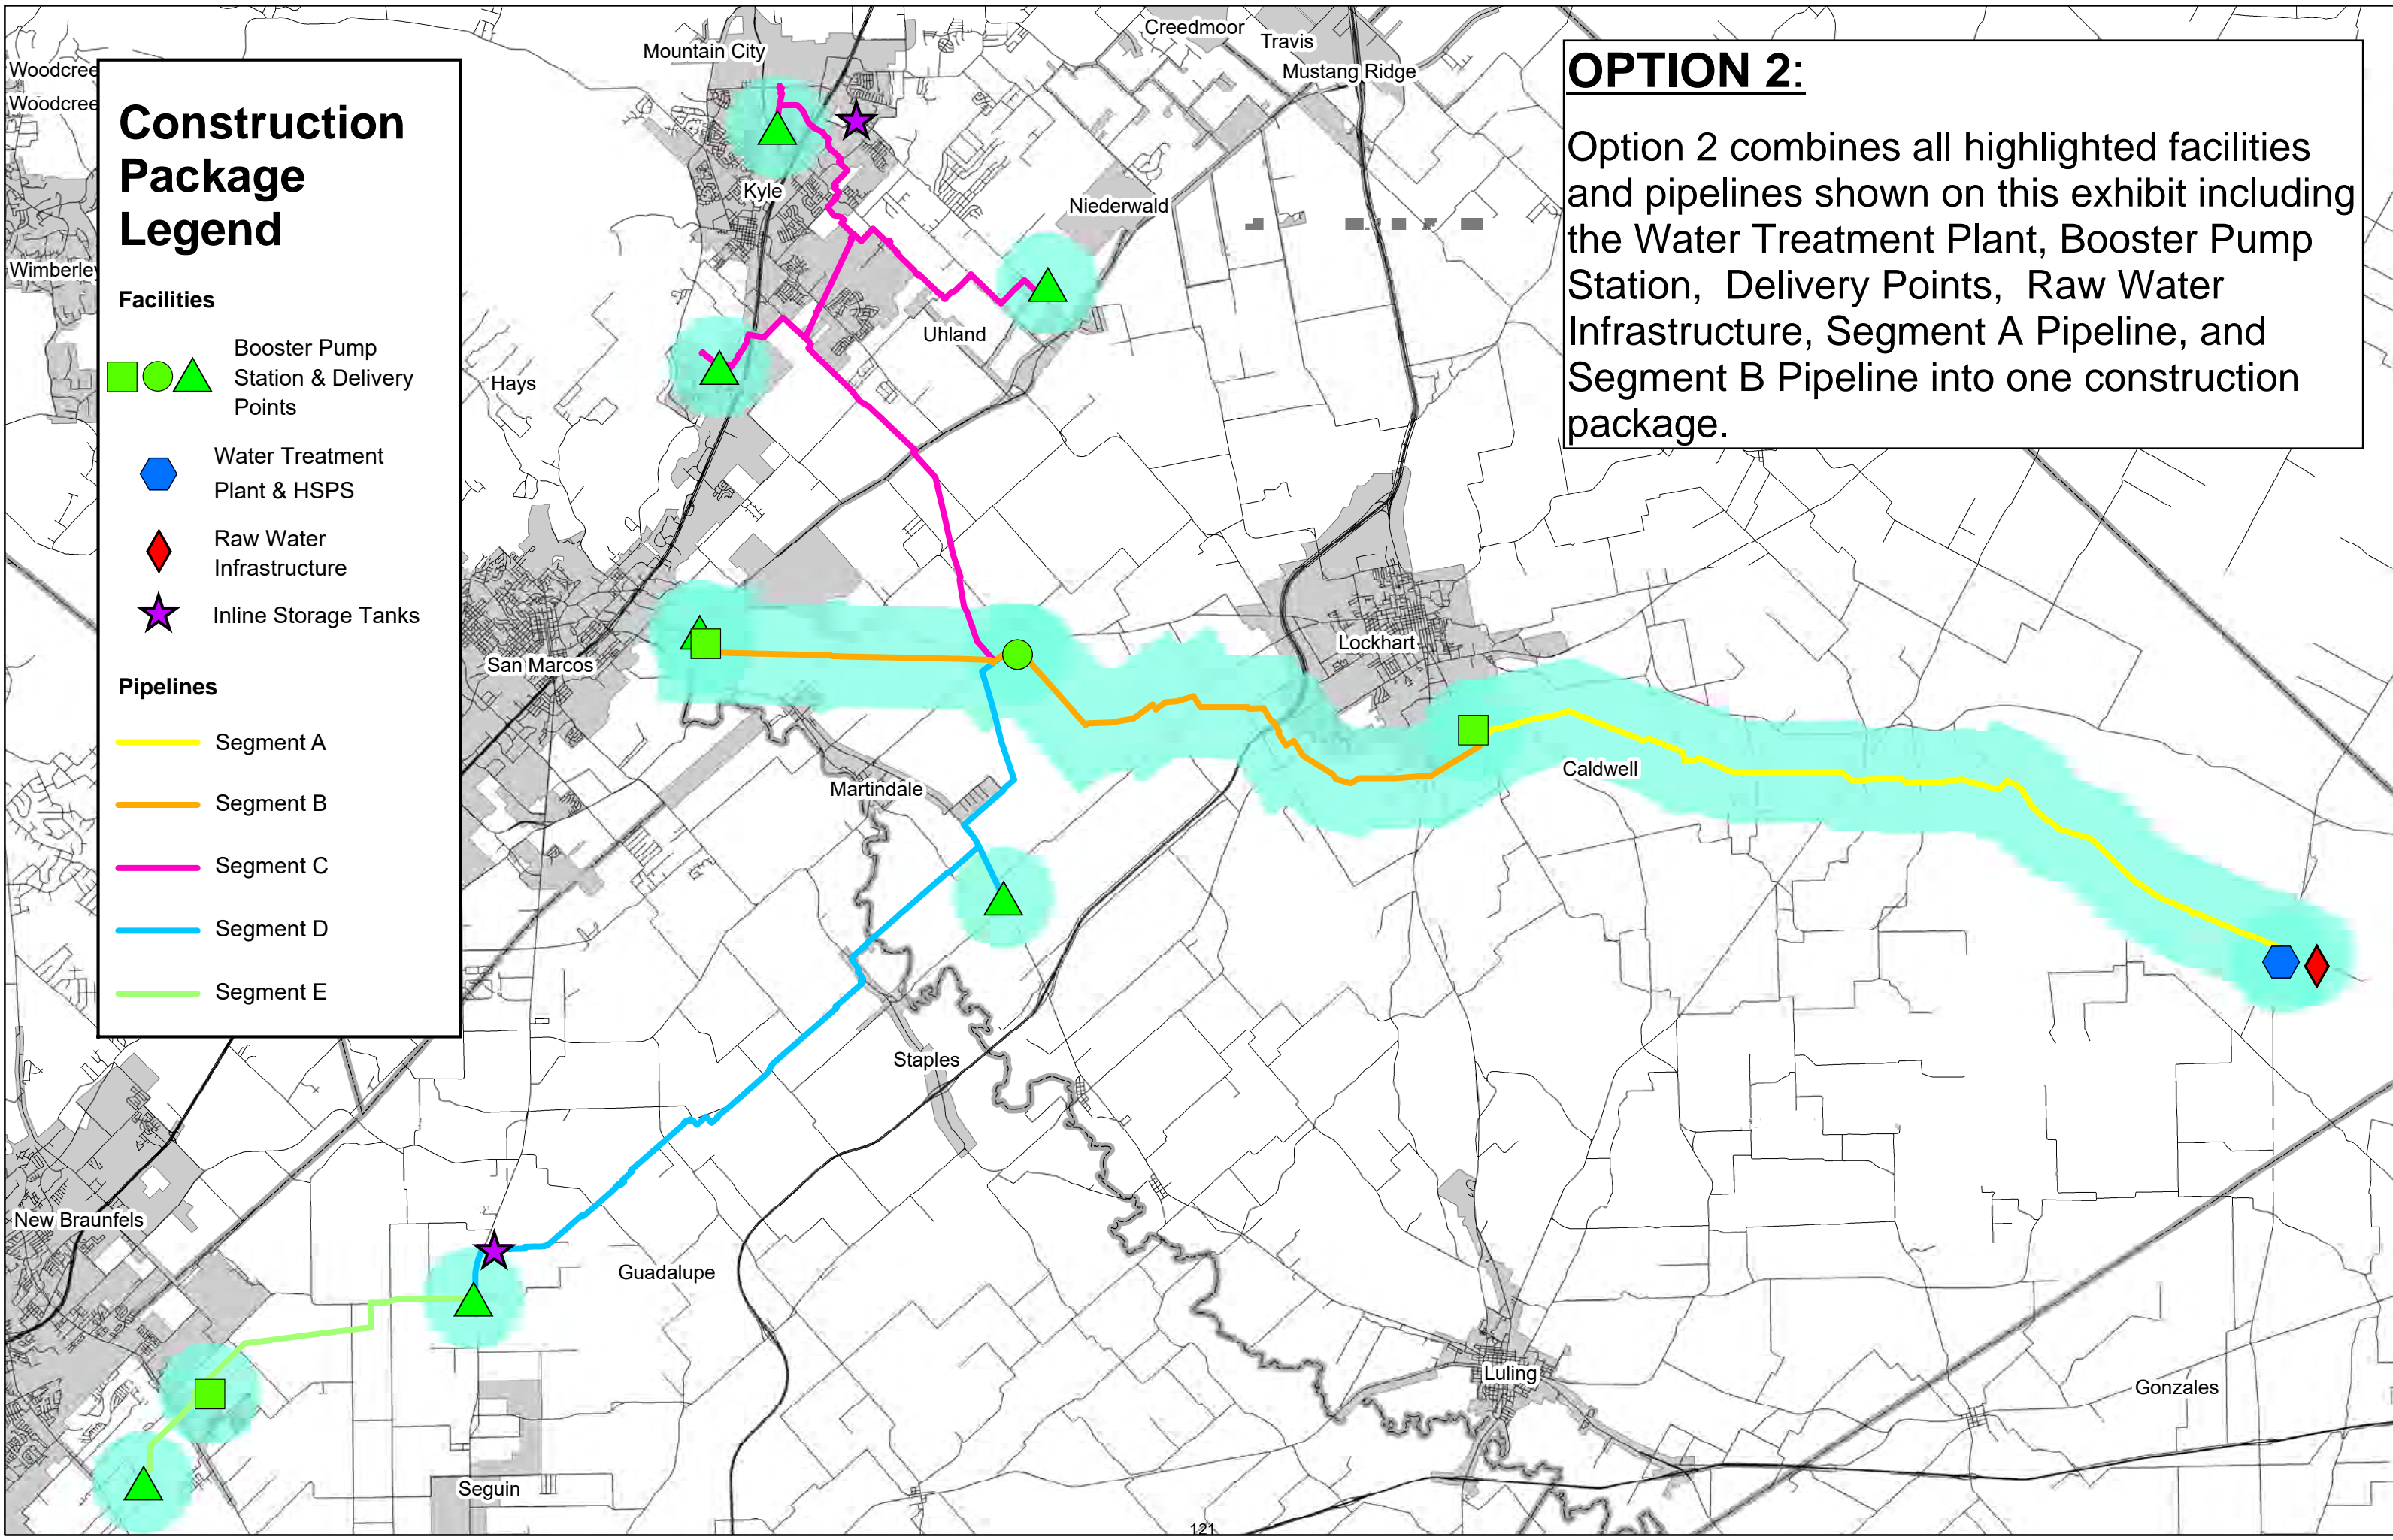 Creedmoor
Travis
Mountain City
Mustang Ridge
Woodcree
Woodcree
Wimberley
Construction
Package
Legend
Facilities
Booster Pump
Station & Delivery
Points
Water Treatment
Plant & HSPS
Raw Water
Infrastructure
Inline Storage Tanks
Pipelines
Segment A
Segment B
Segment C
Segment D
Segment E
OPTION 2:
Option 2 combines all highlighted facilities
and pipelines shown on this exhibit including
the Water Treatment Plant, Booster Pump
Station, Delivery Points, Raw Water
Infrastructure, Segment A Pipeline, and
Segment B Pipeline into one construction
package.
Kyle
Niederwald
Uhland
Hays
Lockhart
San Marcos
Caldwell
Martindale
Staples
New Braunfels
Guadalupe
Luling
Gonzales
Seguin
121